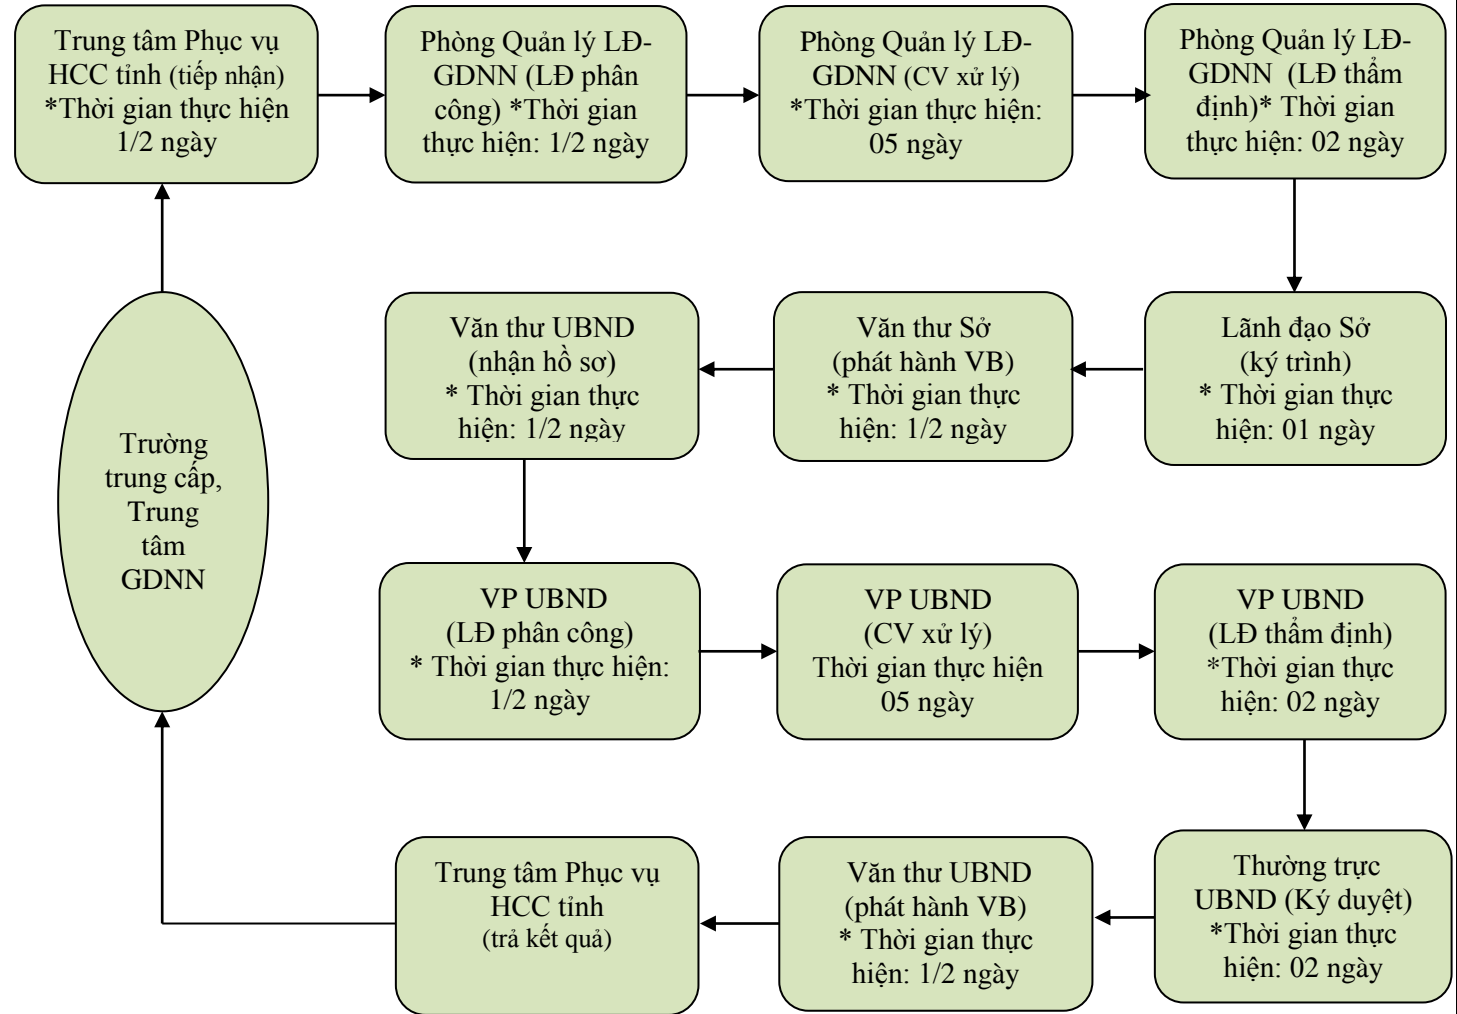 Trung tâm Phục vụ
HCC tỉnh (tiếp nhận)
*Thời gian thực hiện
1/2 ngày
Phòng Quản lý LĐ-
GDNN (LĐ phân
công) *Thời gian
thực hiện: 1/2 ngày
Phòng Quản lý LĐ-
GDNN (CV xử lý)
*Thời gian thực hiện:
05 ngày
Phòng Quản lý LĐ-
GDNN (LĐ thẩm
định)* Thời gian
thực hiện: 02 ngày
Lãnh đạo Sở
(ký trình)
* Thời gian thực
hiện: 01 ngày
Văn thư Sở
(phát hành VB)
* Thời gian thực
hiện: 1/2 ngày
Văn thư UBND
(nhận hồ sơ)
* Thời gian thực
hiện: 1/2 ngày
VP UBND
(LĐ phân công)
* Thời gian thực hiện:
1/2 ngày
VP UBND
(CV xử lý)
Thời gian thực hiện
05 ngày
VP UBND
(LĐ thẩm định)
*Thời gian thực
hiện: 02 ngày
Thường trực
UBND (Ký duyệt)
*Thời gian thực
hiện: 02 ngày
Văn thư UBND
(phát hành VB)
* Thời gian thực
hiện: 1/2 ngày
Trung tâm Phục vụ
HCC tỉnh
(trả kết quả)
Trường
trung cấp,
Trung
tâm
GDNN